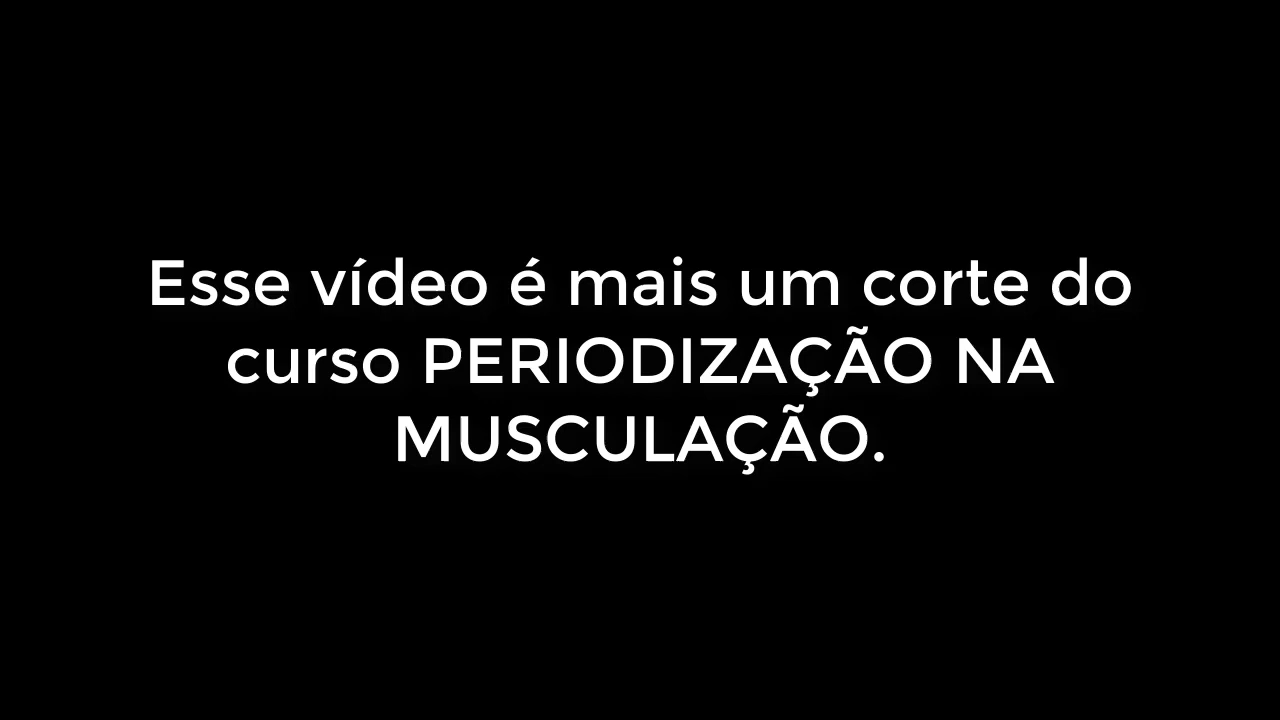 Esse vídeo é mais um corte do
curso PERIODIZAÇÃO NA
MUSCULAÇÃO.